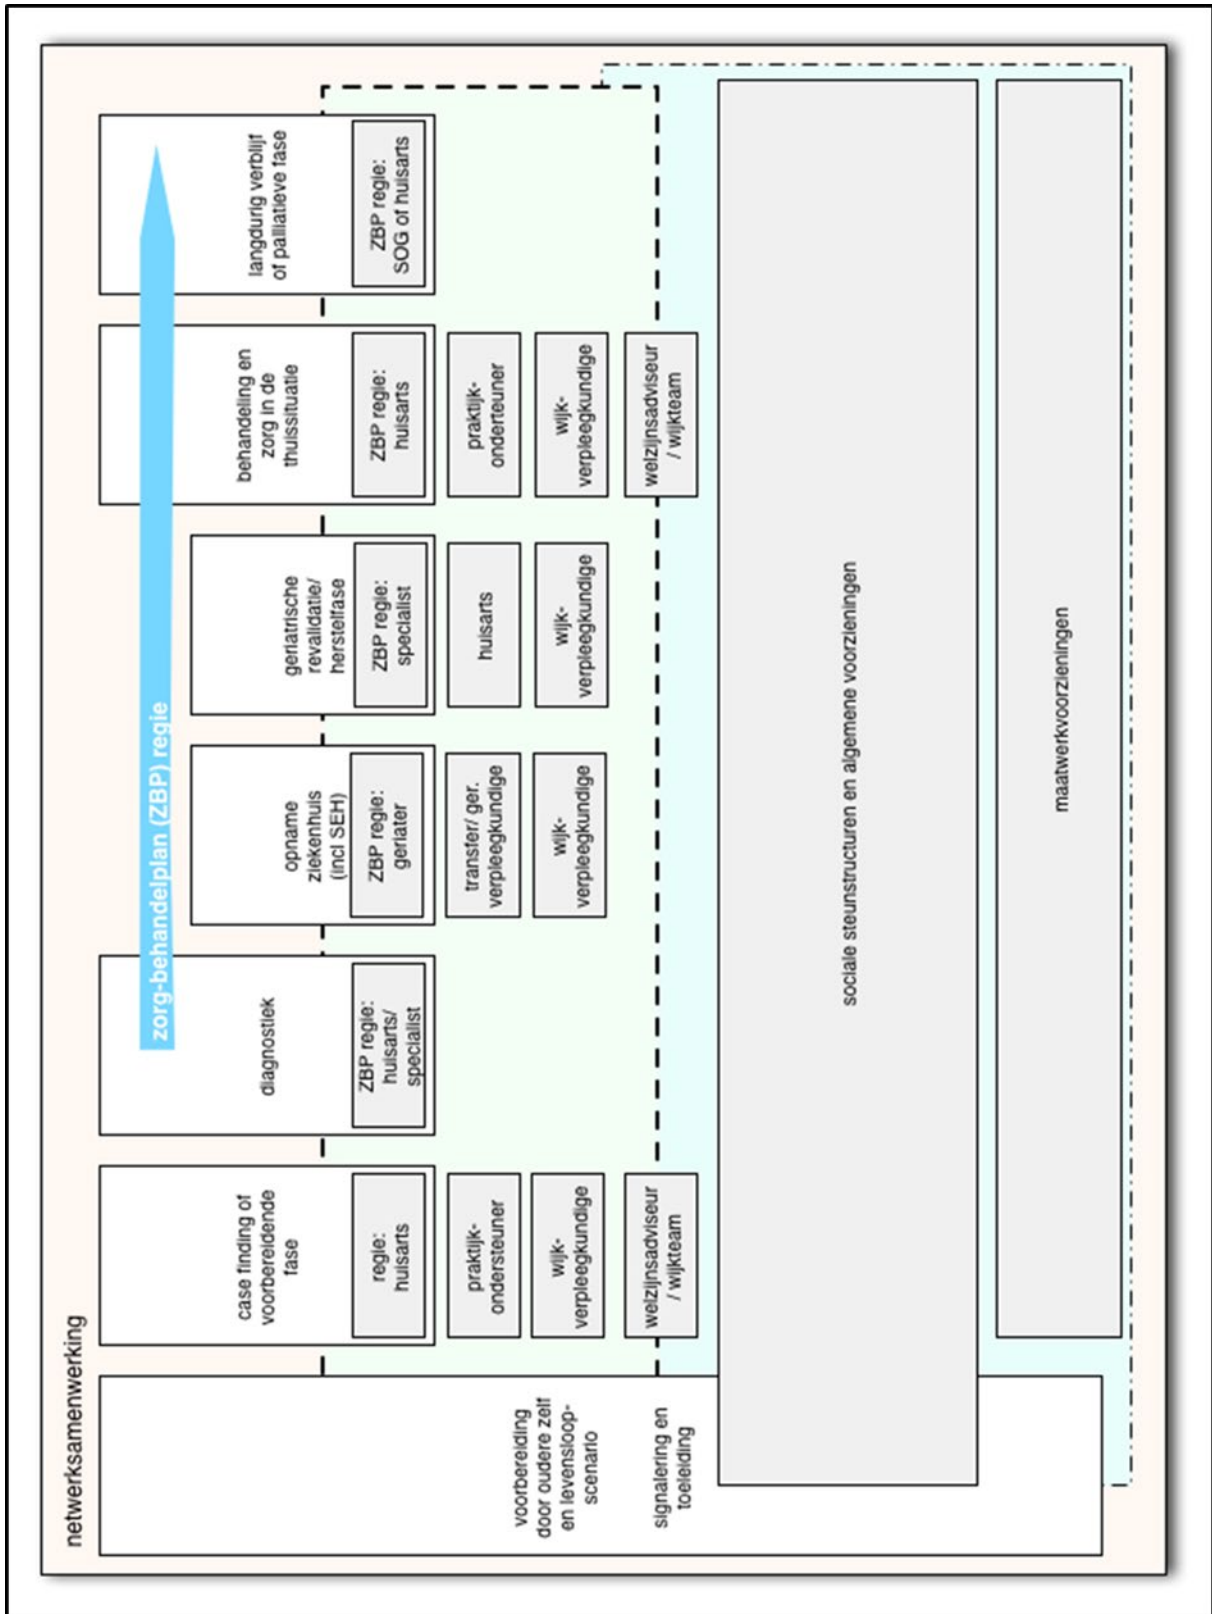 netwerksamenwerking
zorg-behandelplan (ZBP) regie
voorbereiding
door oudere zelf
en levensloop-
scenario
signalering en
toeleiding
case finding of
voorbereidende
fase
regie:
huisarts
praktijk-
ondersteuner
wijk-
verpleegkundige
welzijnsadviseur
/ wijkteam
diagnostiek
ZBP regie:
huisarts/
specialist
opname
ziekenhuis
(incl SEH)
ZBP regie:
geriater
transfer/ ger.
verpleegkundige
wijk-
verpleegkundige
geriatrische
revalidatie/
herstelfase
ZBP regie:
specialist
huisarts
wijk-
verpleegkundige
behandeling en
zorg in de
thuissituatie
ZBP regie:
huisarts
praktijk-
onderteuner
wijk-
verpleegkundige
welzijnsadviseur
/ wijkteam
langdurig verblijf
of palliatieve fase
ZBP regie:
SOG of huisarts
sociale steunstructuren en algemene voorzieningen
maatwerkvoorzieningen